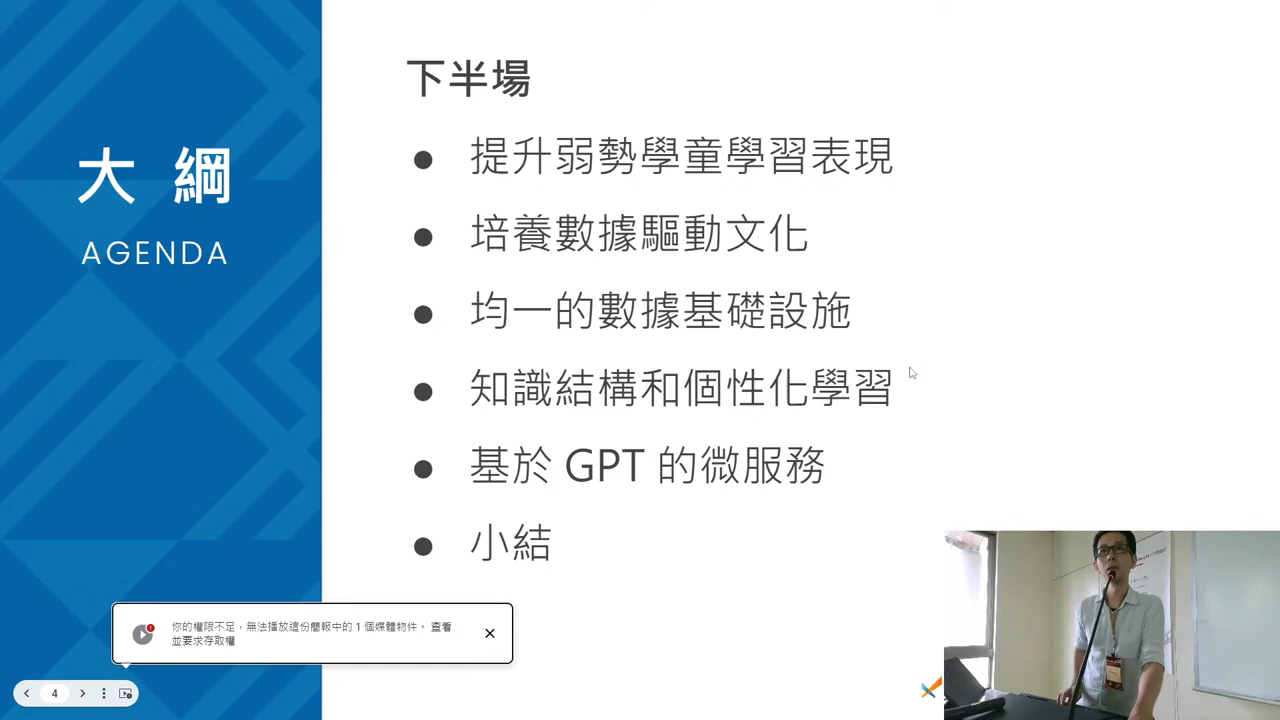 大 綱
AGENDA
下半場
● 提升弱勢學童學習表現
● 培養數據驅動文化
● 均一的數據基礎設施
● 知識結構和個性化學習
● 基於 GPT 的微服務
● 小結
你的權限不足，無法播放這份簡報中的 1 個媒體物件。 查看
並要求存取權
4